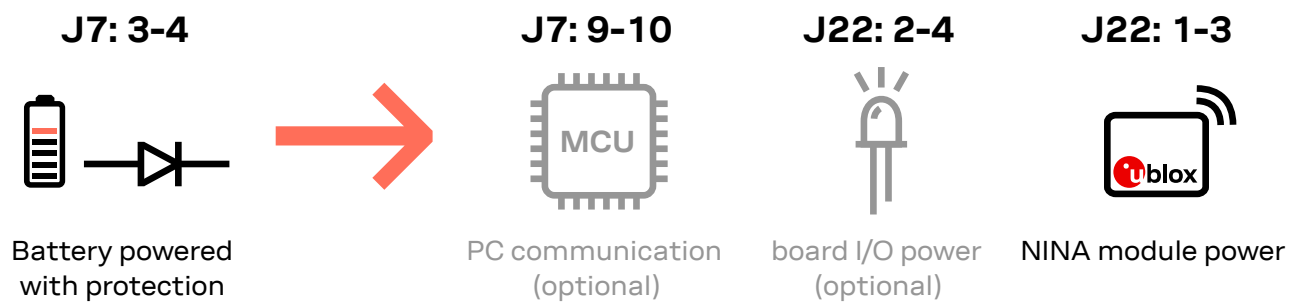 J7: 3-4
J7: 9-10
J22: 2-4
J22: 1-3
MCU
ublox
Battery powered
with protection
PC communication
(optional)
board I/O power
(optional)
NINA module power